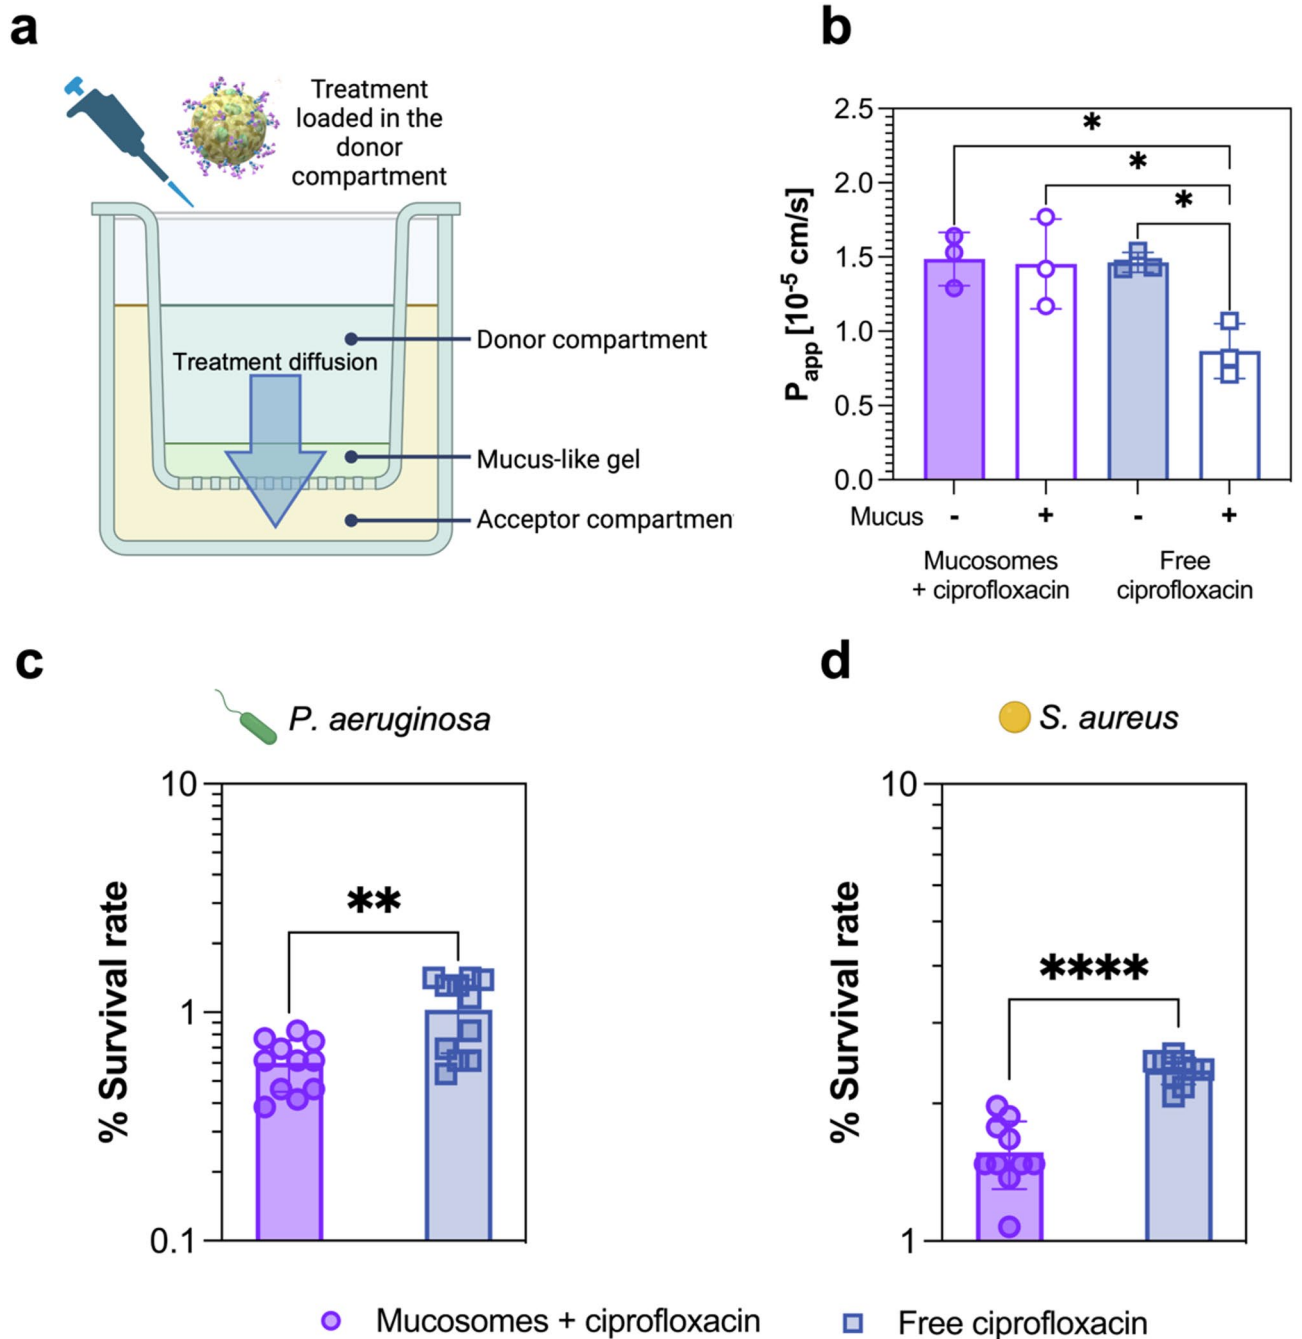 a
Treatment
loaded in the
donor
compartment
Donor compartment
Treatment diffusion
Mucus-like gel
Acceptor compartmen
b
2.5
2.0
1.5
1.0
0.5
0.0
Papp [10-5 cm/s]
*
*
*
Mucus - + - +
Mucosomes
+ ciprofloxacin
Free
ciprofloxacin
c
P. aeruginosa
10
1
0.1
% Survival rate
**
d
S. aureus
10
1
% Survival rate
****
Mucosomes + ciprofloxacin
Free ciprofloxacin